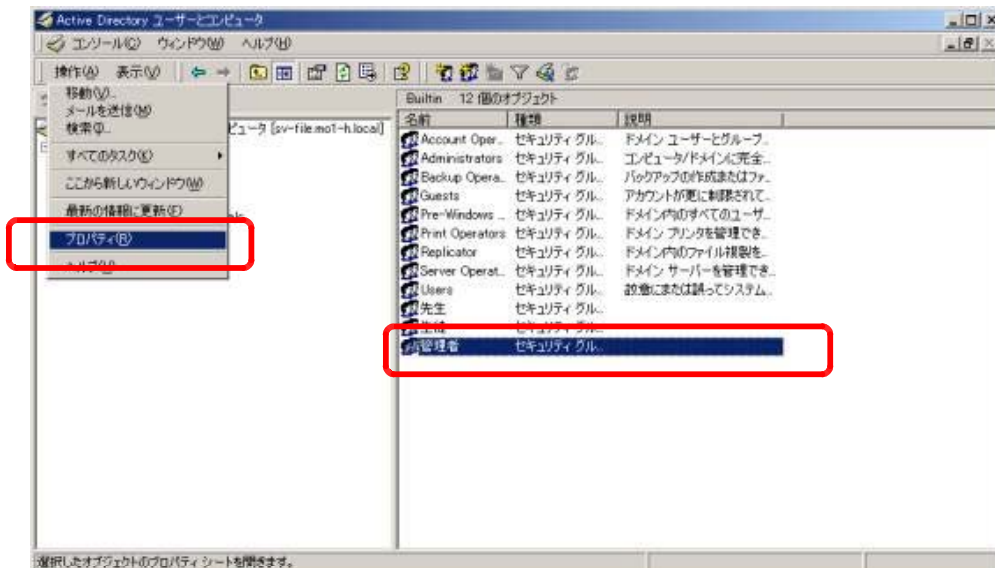 Active Directory ユーザーとコンピュータ
コンソール(C) ウィンドウ(W) ヘルプ(H)
操作(A) 表示(V)
移動(V)...
メールを送信(M)
検索(I)...
すべてのタスク(K)
ここから新しいウィンドウ(W)
最新の情報に更新(F)
プロパティ(R)
ヘルプ(H)
ピュータ [sv-file.mo1-h.local]
Builtin 12 個のオブジェクト
名前 種類 説明
Account Oper... セキュリティ グル... ドメイン ユーザーとグループ...
Administrators セキュリティ グル... コンピュータ/ドメインに完全...
Backup Opera... セキュリティ グル... バックアップの作成またはファ...
Guests セキュリティ グル... アカウントが更に制限されて...
Pre-Windows ... セキュリティ グル... ドメイン内のすべてのユーザ...
Print Operators セキュリティ グル... ドメイン プリンタを管理でき...
Replicator セキュリティ グル... ドメイン内のファイル複製を...
Server Operat... セキュリティ グル... ドメイン サーバーを管理でき...
Users セキュリティ グル... 故意にまたは誤ってシステム...
先生 セキュリティ グル...
生徒 セキュリティ グル...
管理者 セキュリティ グル...
選択したオブジェクトのプロパティ シートを開きます。